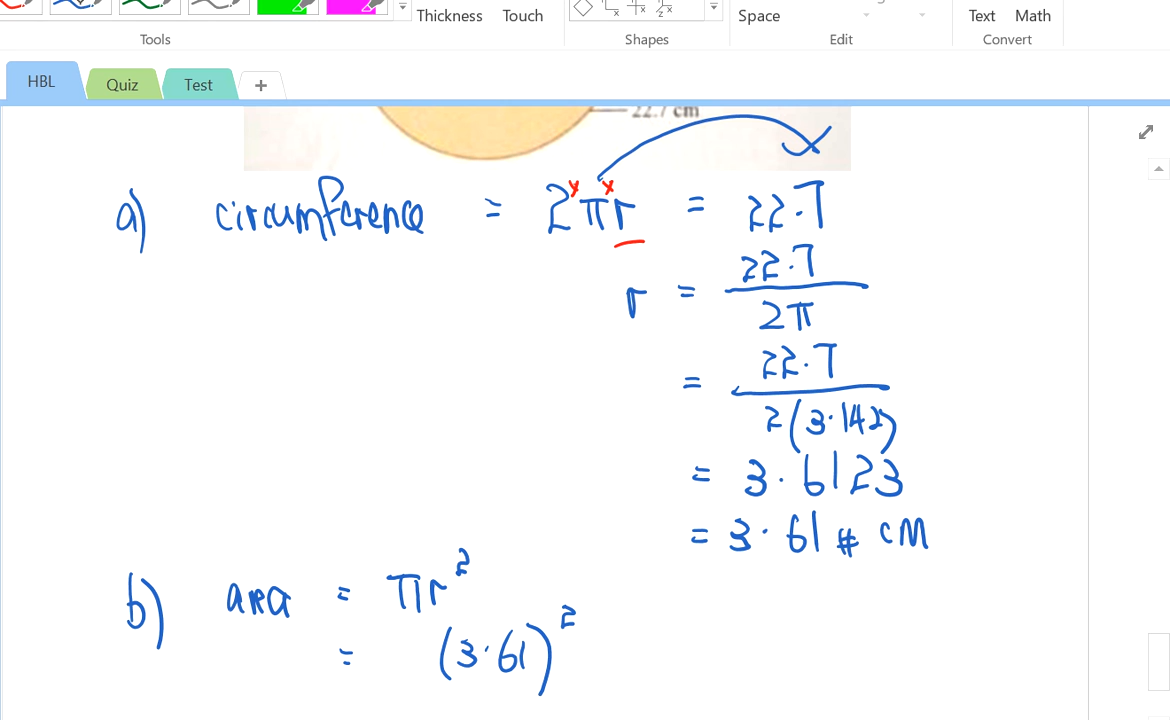 Thickness Touch Space Text Math
Tools Shapes Edit Convert
HBL Quiz Test +
22.7 cm
a) circumference = 2πr = 22.7
r = 22.7 / 2π
= 22.7 / 2(3.142)
= 3.6123
= 3.61 # cm
b) area = πr²
= (3.61)²